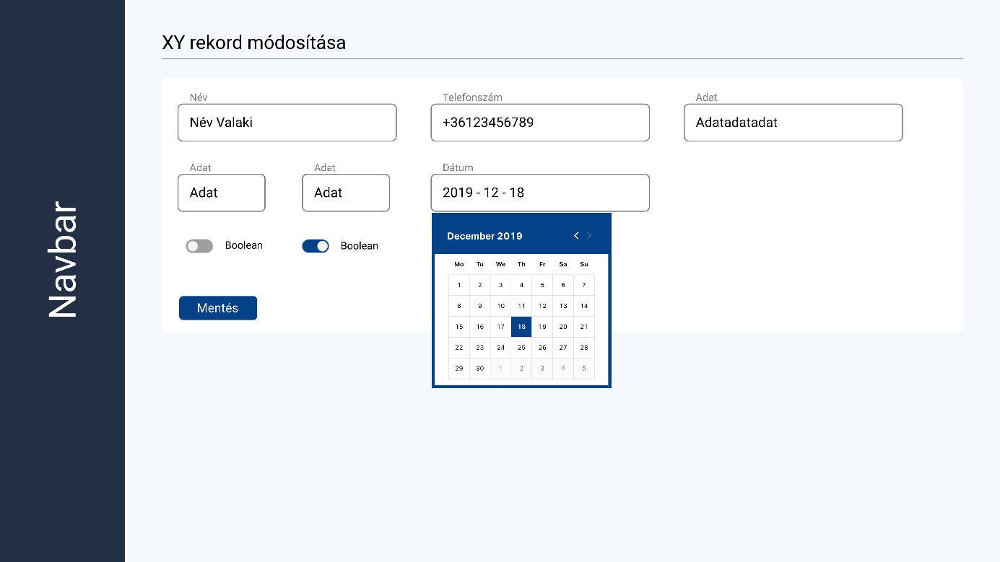 Navbar
XY rekord módosítása
Név Telefonszám Adat
Név Valaki +36123456789 Adatadatadat
Adat Adat Dátum
Adat Adat 2019 - 12 - 18
Boolean Boolean
December 2019
Mo Tu We Th Fr Sa Su
1 2 3 4 5 6 7
8 9 10 11 12 13 14
15 16 17 18 19 20 21
22 23 24 25 26 27 28
29 30 1 2 3 4 5
Mentés